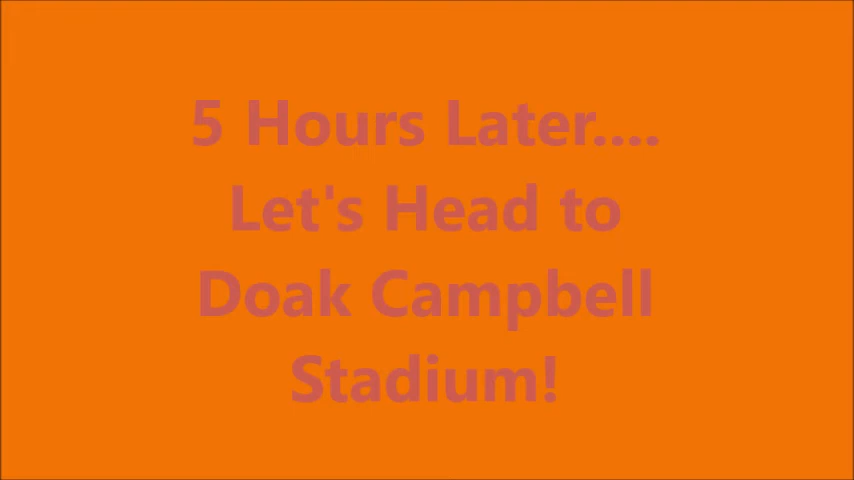 5 Hours Later....
Let's Head to
Doak Campbell
Stadium!